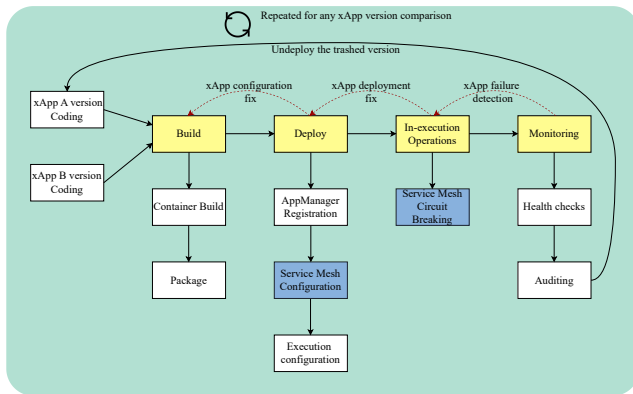 Repeated for any xApp version comparison
Undeploy the trashed version
xApp configuration
fix
xApp deployment
fix
xApp failure
detection
xApp A version
Coding
Build
Deploy
In-execution
Operations
Monitoring
xApp B version
Coding
Container Build
AppManager
Registration
Service Mesh
Circuit
Breaking
Health checks
Package
Service Mesh
Configuration
Auditing
Execution
configuration